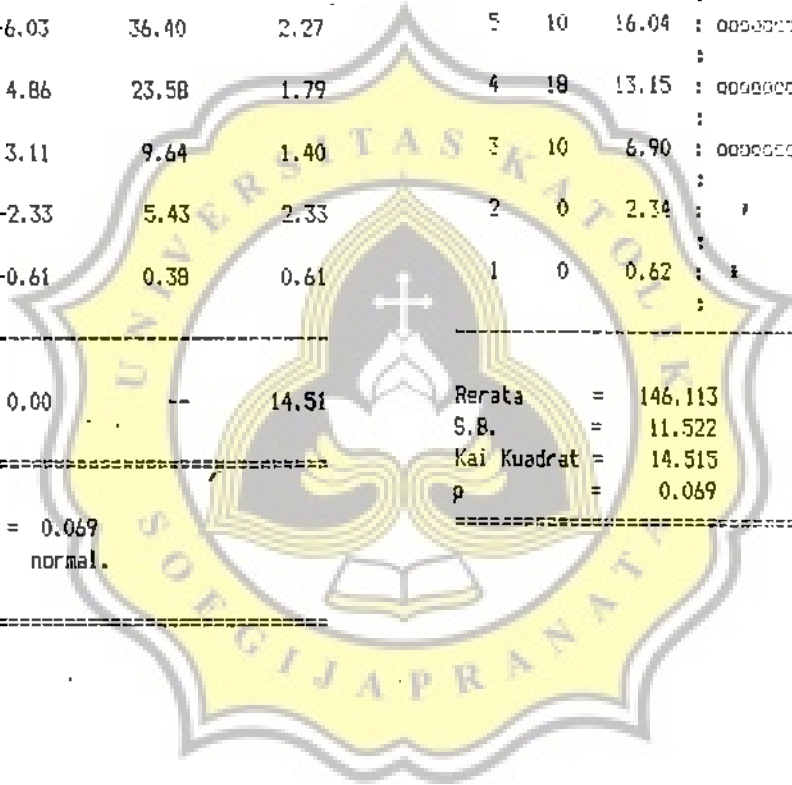 -6.03 36.40 2.27 5 10 16.04 :
4.86 23.58 1.79 4 18 13.15 :
3.11 9.64 1.40 3 10 6.90 :
-2.33 5.43 2.33 2 0 2.34 :
-0.61 0.38 0.61 1 0 0.62 : *
0.00 -- 14.51
= 0.069
normal.
Rerata = 146.113
S.B. = 11.522
Kai Kuadrat = 14.515
p = 0.069
UNIVERSITAS KATOLIK
SOEGIJAPRANATA